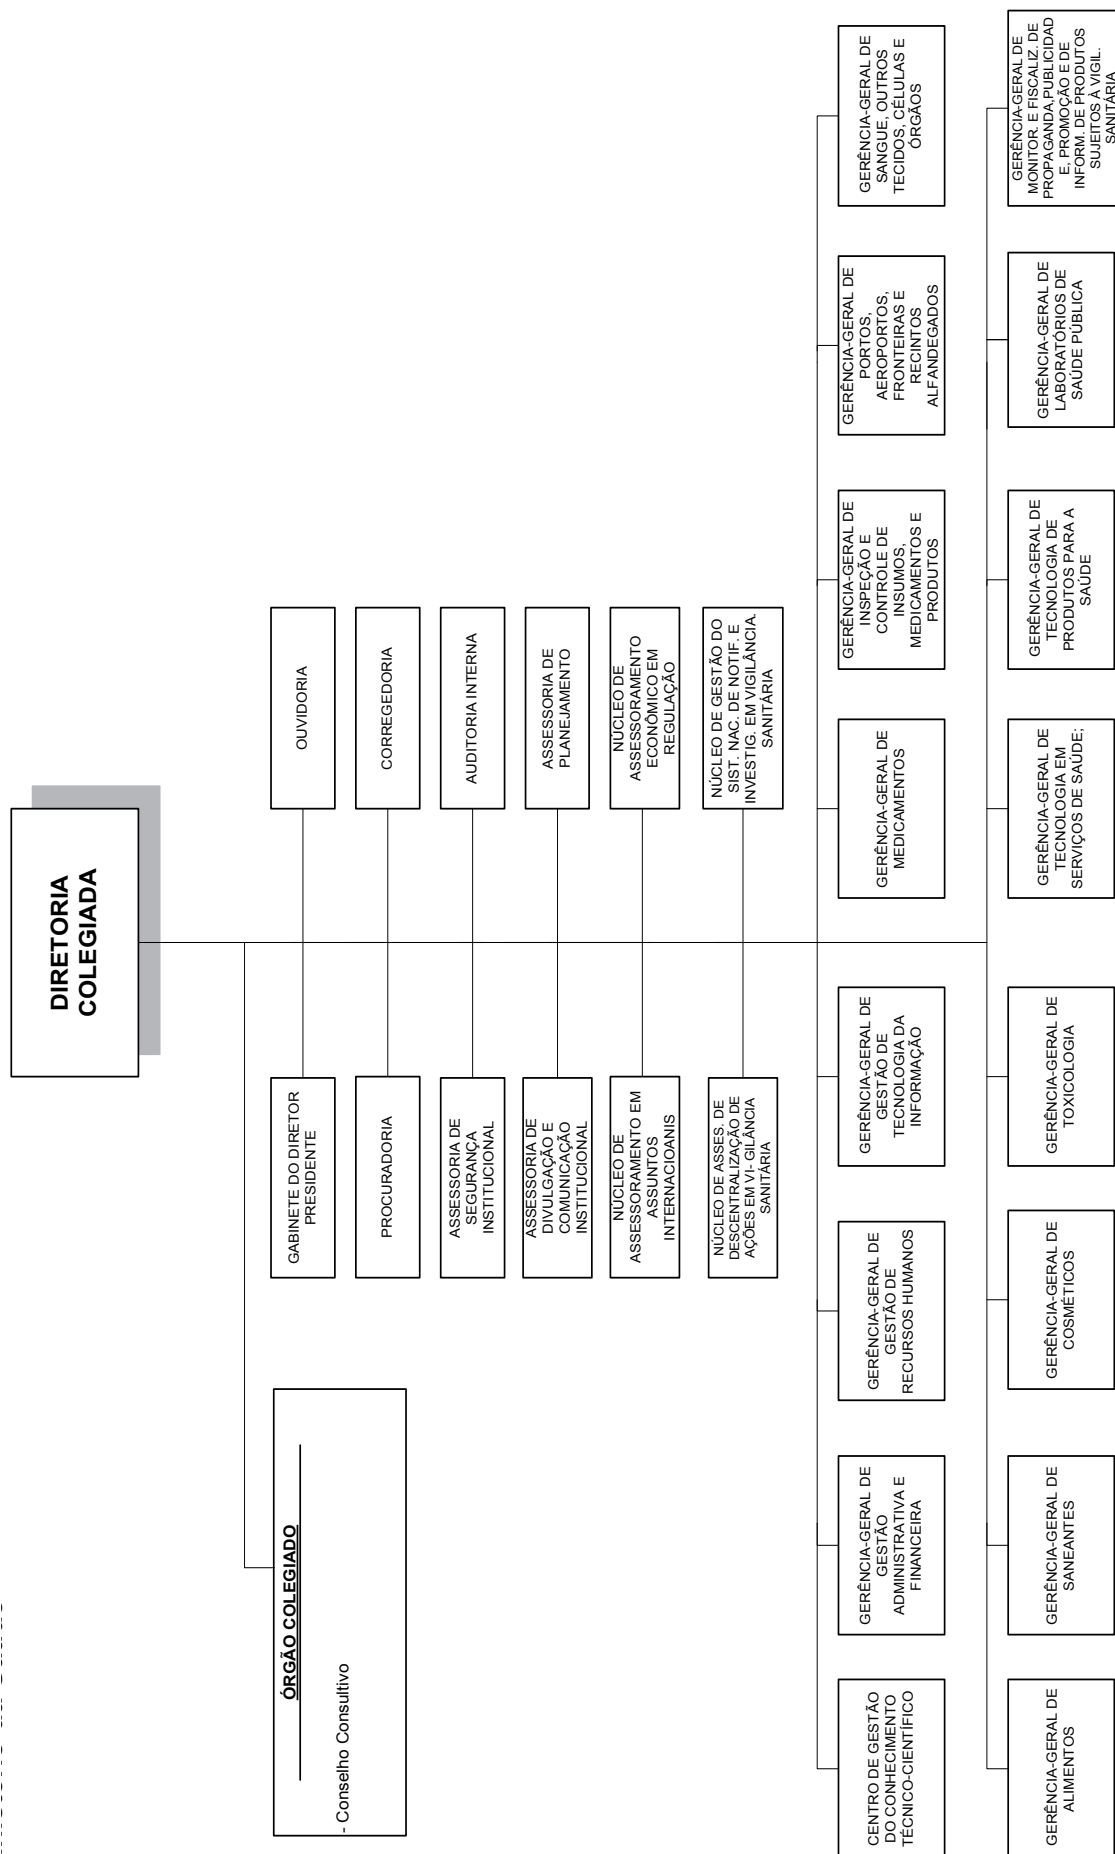 DIRETORIA
COLEGIADA
ÓRGÃO COLEGIADO
- Conselho Consultivo
GABINETE DO DIRETOR
PRESIDENTE
OUVIDORIA
PROCURADORIA
CORREGEDORIA
ASSESSORIA DE
SEGURANÇA
INSTITUCIONAL
AUDITORIA INTERNA
ASSESSORIA DE
DIVULGAÇÃO E
COMUNICAÇÃO
INSTITUCIONAL
ASSESSORIA DE
PLANEJAMENTO
NÚCLEO DE
ASSESSORAMENTO EM
ASSUNTOS
INTERNACIOANIS
NÚCLEO DE
ASSESSORAMENTO
ECONÔMICO EM
REGULAÇÃO
NÚCLEO DE ASSES. DE
DESCENTRALIZAÇÃO DE
AÇÕES EM VI- GILÂNCIA
SANITÁRIA
NÚCLEO DE GESTÃO DO
SIST. NAC. DE NOTIF. E
INVESTIG. EM VIGILÂNCIA.
SANITÁRIA
CENTRO DE GESTÃO
DO CONHECIMENTO
TÉCNICO-CIENTÍFICO
GERÊNCIA-GERAL DE
GESTÃO
ADMINISTRATIVA E
FINANCEIRA
GERÊNCIA-GERAL DE
GESTÃO DE
RECURSOS HUMANOS
GERÊNCIA-GERAL DE
GESTÃO DE
TECNOLOGIA DA
INFORMAÇÃO
GERÊNCIA-GERAL DE
MEDICAMENTOS
GERÊNCIA-GERAL DE
INSPEÇÃO E
CONTROLE DE
INSUMOS,
MEDICAMENTOS E
PRODUTOS
GERÊNCIA-GERAL DE
PORTOS,
AEROPORTOS,
FRONTEIRAS E
RECINTOS
ALFANDEGADOS
GERÊNCIA-GERAL DE
SANGUE, OUTROS
TECIDOS, CÉLULAS E
ÓRGÃOS
GERÊNCIA-GERAL DE
ALIMENTOS
GERÊNCIA-GERAL DE
SANEANTES
GERÊNCIA-GERAL DE
COSMÉTICOS
GERÊNCIA-GERAL DE
TOXICOLOGIA
GERÊNCIA-GERAL DE
TECNOLOGIA EM
SERVIÇOS DE SAÚDE;
GERÊNCIA-GERAL DE
TECNOLOGIA DE
PRODUTOS PARA A
SAÚDE
GERÊNCIA-GERAL DE
LABORATÓRIOS DE
SAÚDE PÚBLICA
GERÊNCIA-GERAL DE
MONITOR. E FISCALIZ. DE
PROPAGANDA,PUBLICIDAD
E, PROMOÇÃO E DE
INFORM. DE PRODUTOS
SUJEITOS À VIGIL.
SANITÁRIA